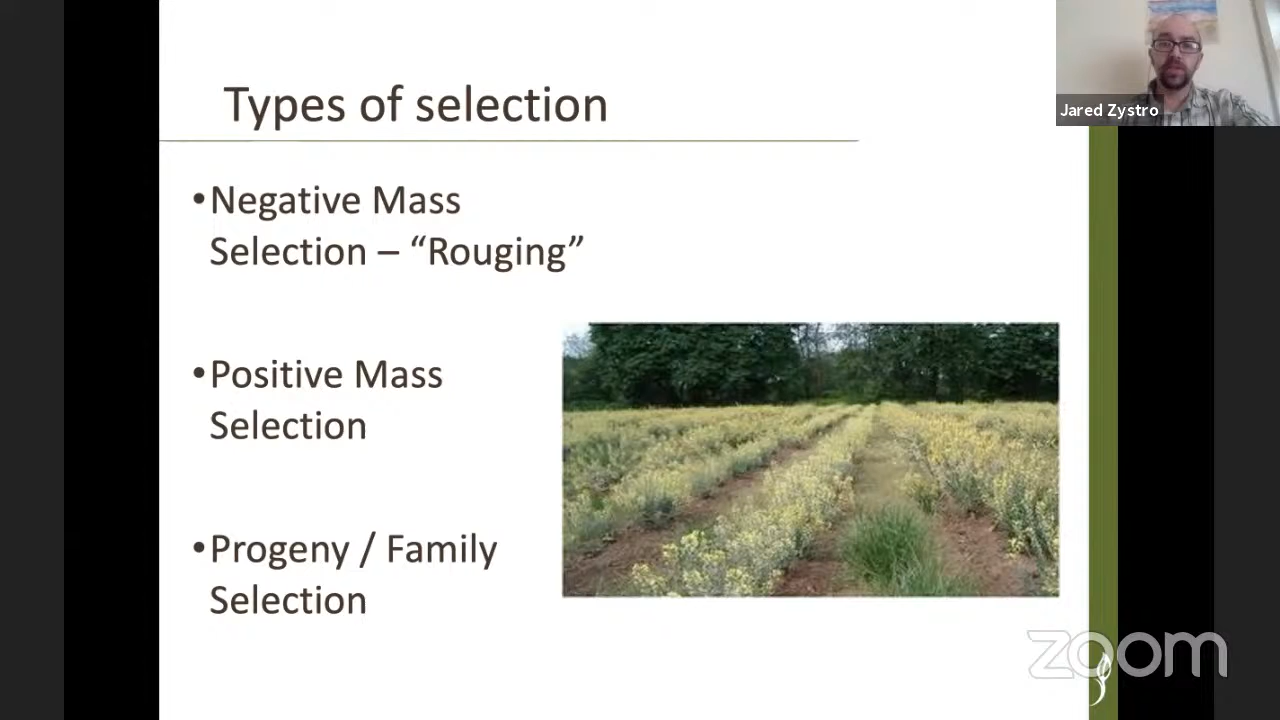 Types of selection
•Negative Mass
Selection – “Rouging”
•Positive Mass
Selection
•Progeny / Family
Selection
Jared Zystro
zoom